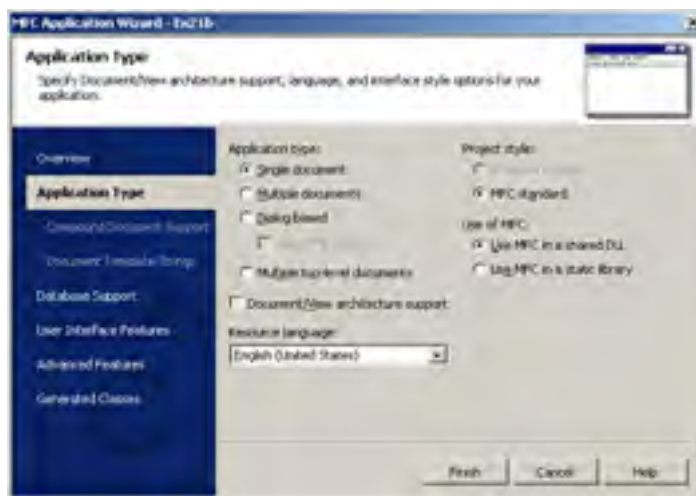 MFC Application Wizard - Ex21b
Application Type
Specify Document/View architecture support, language, and interface style options for your
application.
Overview
Application Type
Compound Document Support
Document Template Strings
Database Support
User Interface Features
Advanced Features
Generated Classes
Application type:
Single document
Multiple documents
Dialog based
Multiple top-level documents
Document/View architecture support
Resource language:
English (United States)
Project style:
MFC standard
Use of MFC:
Use MFC in a shared DLL
Use MFC in a static library
Finish
Cancel
Help